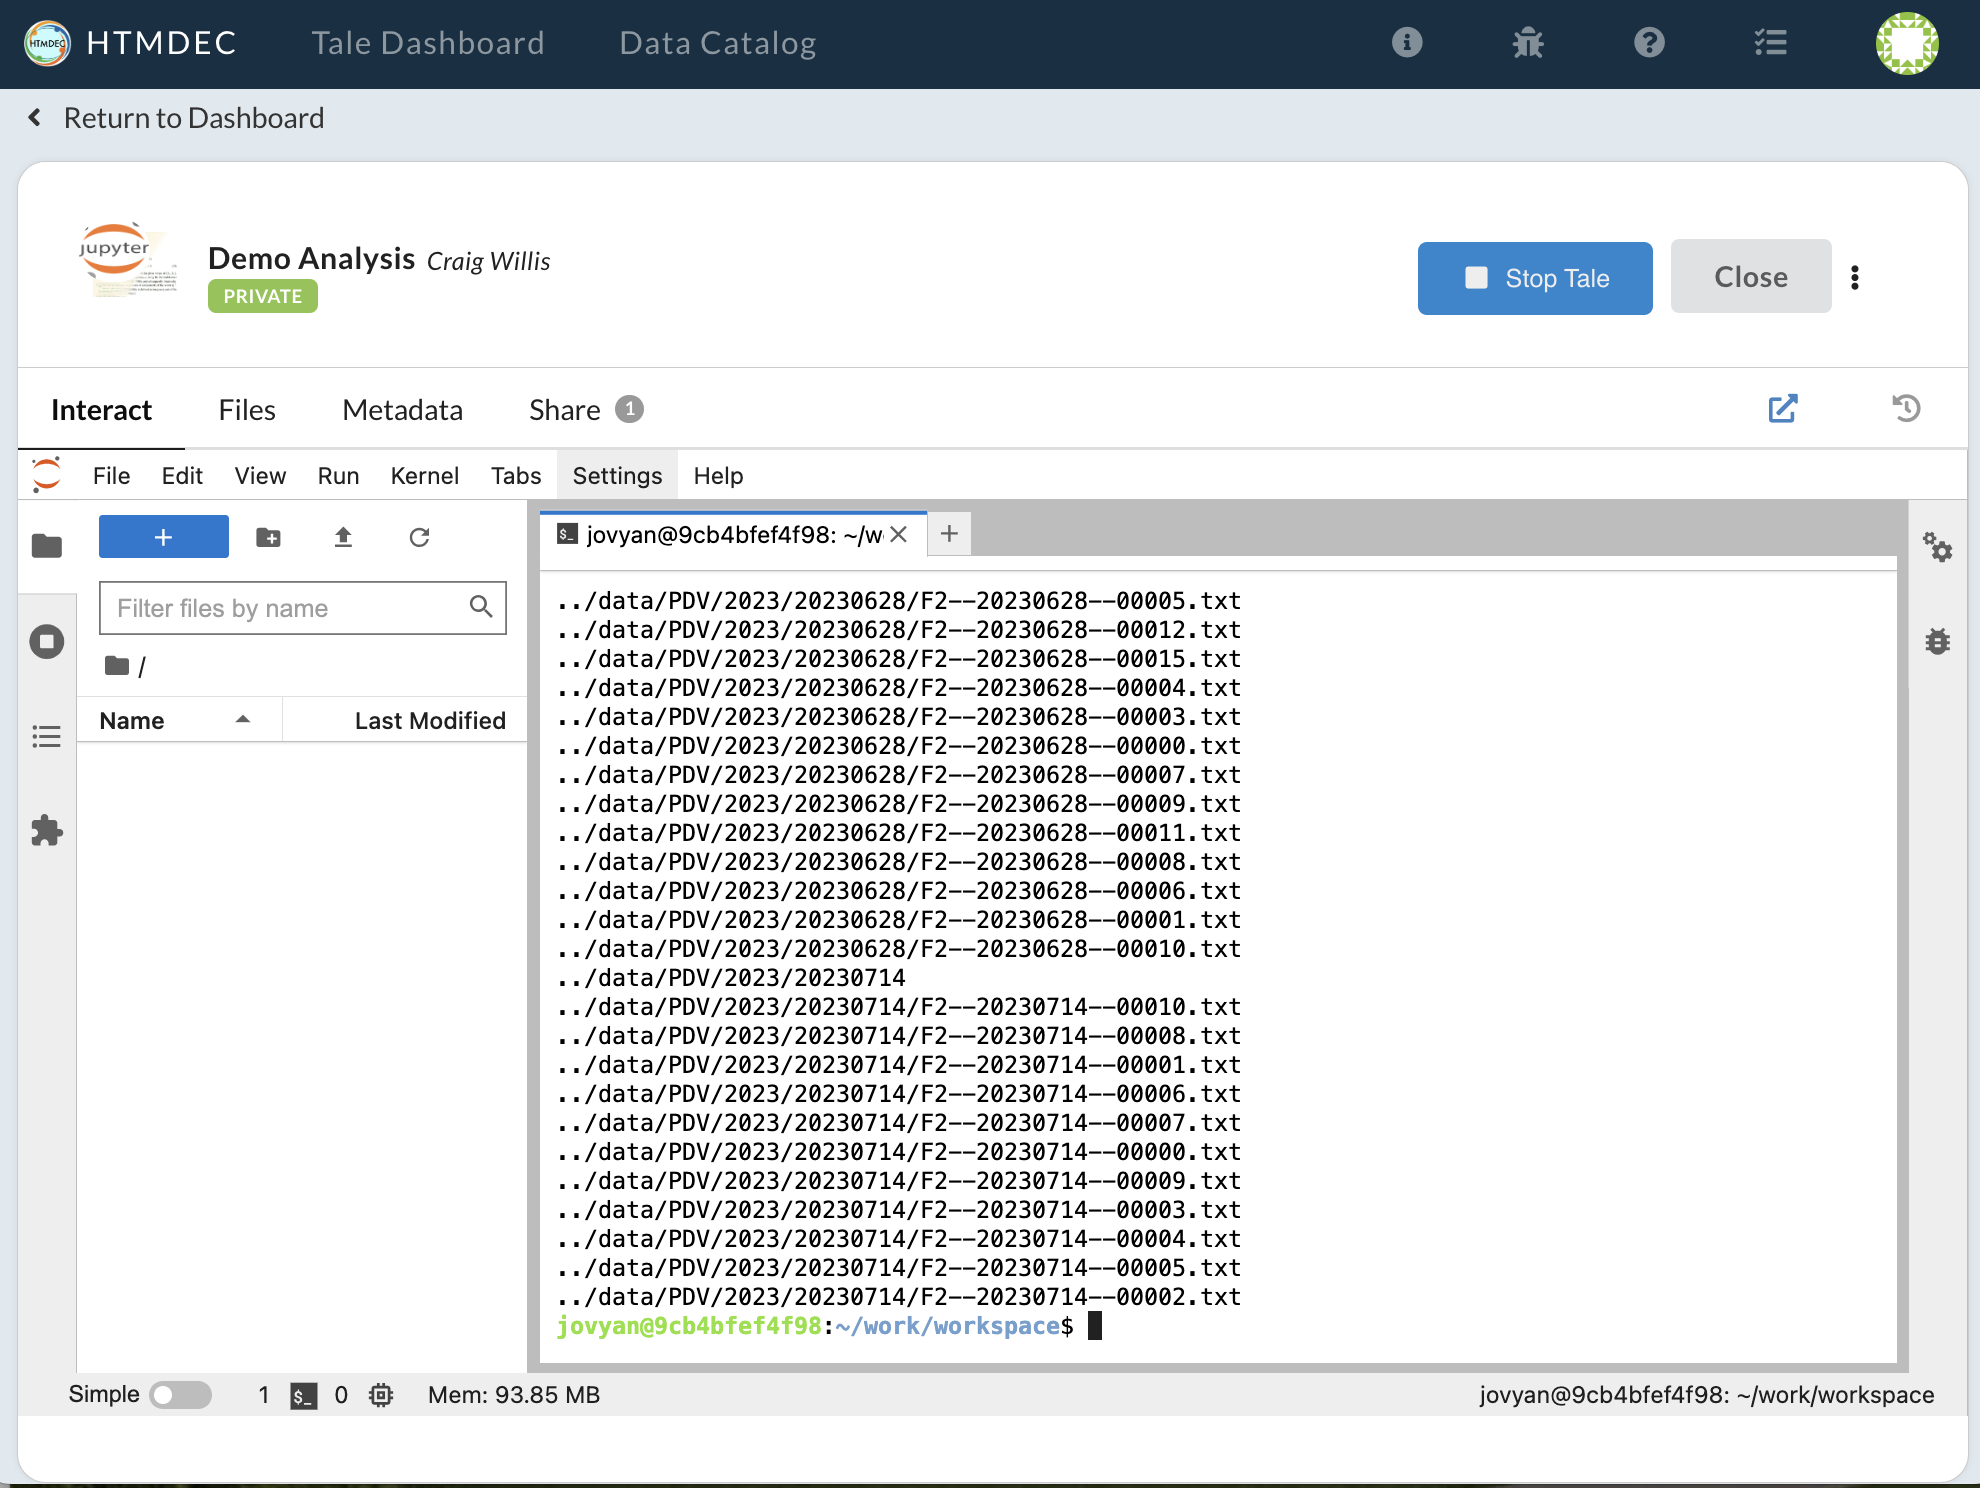 HTMDEC HTMDEC Tale Dashboard Data Catalog
Return to Dashboard
jupyter
Demo Analysis Craig Willis
PRIVATE
Stop Tale
Close
Interact Files Metadata Share 1
File Edit View Run Kernel Tabs Settings Help
+
$_ jovyan@9cb4bfef4f98: ~/w
+
Filter files by name
/
Name Last Modified
../data/PDV/2023/20230628/F2--20230628--00005.txt
../data/PDV/2023/20230628/F2--20230628--00012.txt
../data/PDV/2023/20230628/F2--20230628--00015.txt
../data/PDV/2023/20230628/F2--20230628--00004.txt
../data/PDV/2023/20230628/F2--20230628--00003.txt
../data/PDV/2023/20230628/F2--20230628--00000.txt
../data/PDV/2023/20230628/F2--20230628--00007.txt
../data/PDV/2023/20230628/F2--20230628--00009.txt
../data/PDV/2023/20230628/F2--20230628--00011.txt
../data/PDV/2023/20230628/F2--20230628--00008.txt
../data/PDV/2023/20230628/F2--20230628--00006.txt
../data/PDV/2023/20230628/F2--20230628--00001.txt
../data/PDV/2023/20230628/F2--20230628--00010.txt
../data/PDV/2023/20230714
../data/PDV/2023/20230714/F2--20230714--00010.txt
../data/PDV/2023/20230714/F2--20230714--00008.txt
../data/PDV/2023/20230714/F2--20230714--00001.txt
../data/PDV/2023/20230714/F2--20230714--00006.txt
../data/PDV/2023/20230714/F2--20230714--00007.txt
../data/PDV/2023/20230714/F2--20230714--00000.txt
../data/PDV/2023/20230714/F2--20230714--00009.txt
../data/PDV/2023/20230714/F2--20230714--00003.txt
../data/PDV/2023/20230714/F2--20230714--00004.txt
../data/PDV/2023/20230714/F2--20230714--00005.txt
../data/PDV/2023/20230714/F2--20230714--00002.txt
jovyan@9cb4bfef4f98:~/work/workspace$
Simple 1 $_ 0 Mem: 93.85 MB jovyan@9cb4bfef4f98: ~/work/workspace